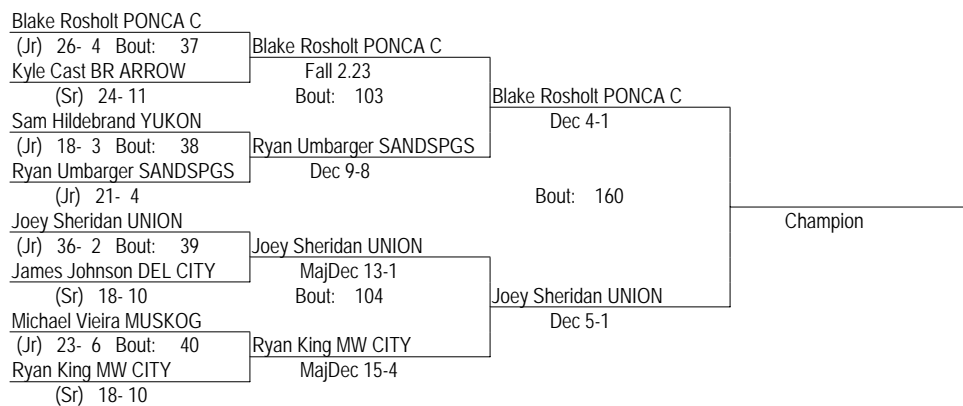 Blake Rosholt PONCA C
(Jr) 26- 4 Bout: 37
Kyle Cast BR ARROW
(Sr) 24- 11
Sam Hildebrand YUKON
(Jr) 18- 3 Bout: 38
Ryan Umbarger SANDSPGS
(Jr) 21- 4
Joey Sheridan UNION
(Jr) 36- 2 Bout: 39
James Johnson DEL CITY
(Sr) 18- 10
Michael Vieira MUSKOG
(Jr) 23- 6 Bout: 40
Ryan King MW CITY
(Sr) 18- 10
Blake Rosholt PONCA C
Fall 2.23
Bout: 103
Ryan Umbarger SANDSPGS
Dec 9-8
Joey Sheridan UNION
MajDec 13-1
Bout: 104
Ryan King MW CITY
MajDec 15-4
Blake Rosholt PONCA C
Dec 4-1
Bout: 160
Joey Sheridan UNION
Dec 5-1
Champion